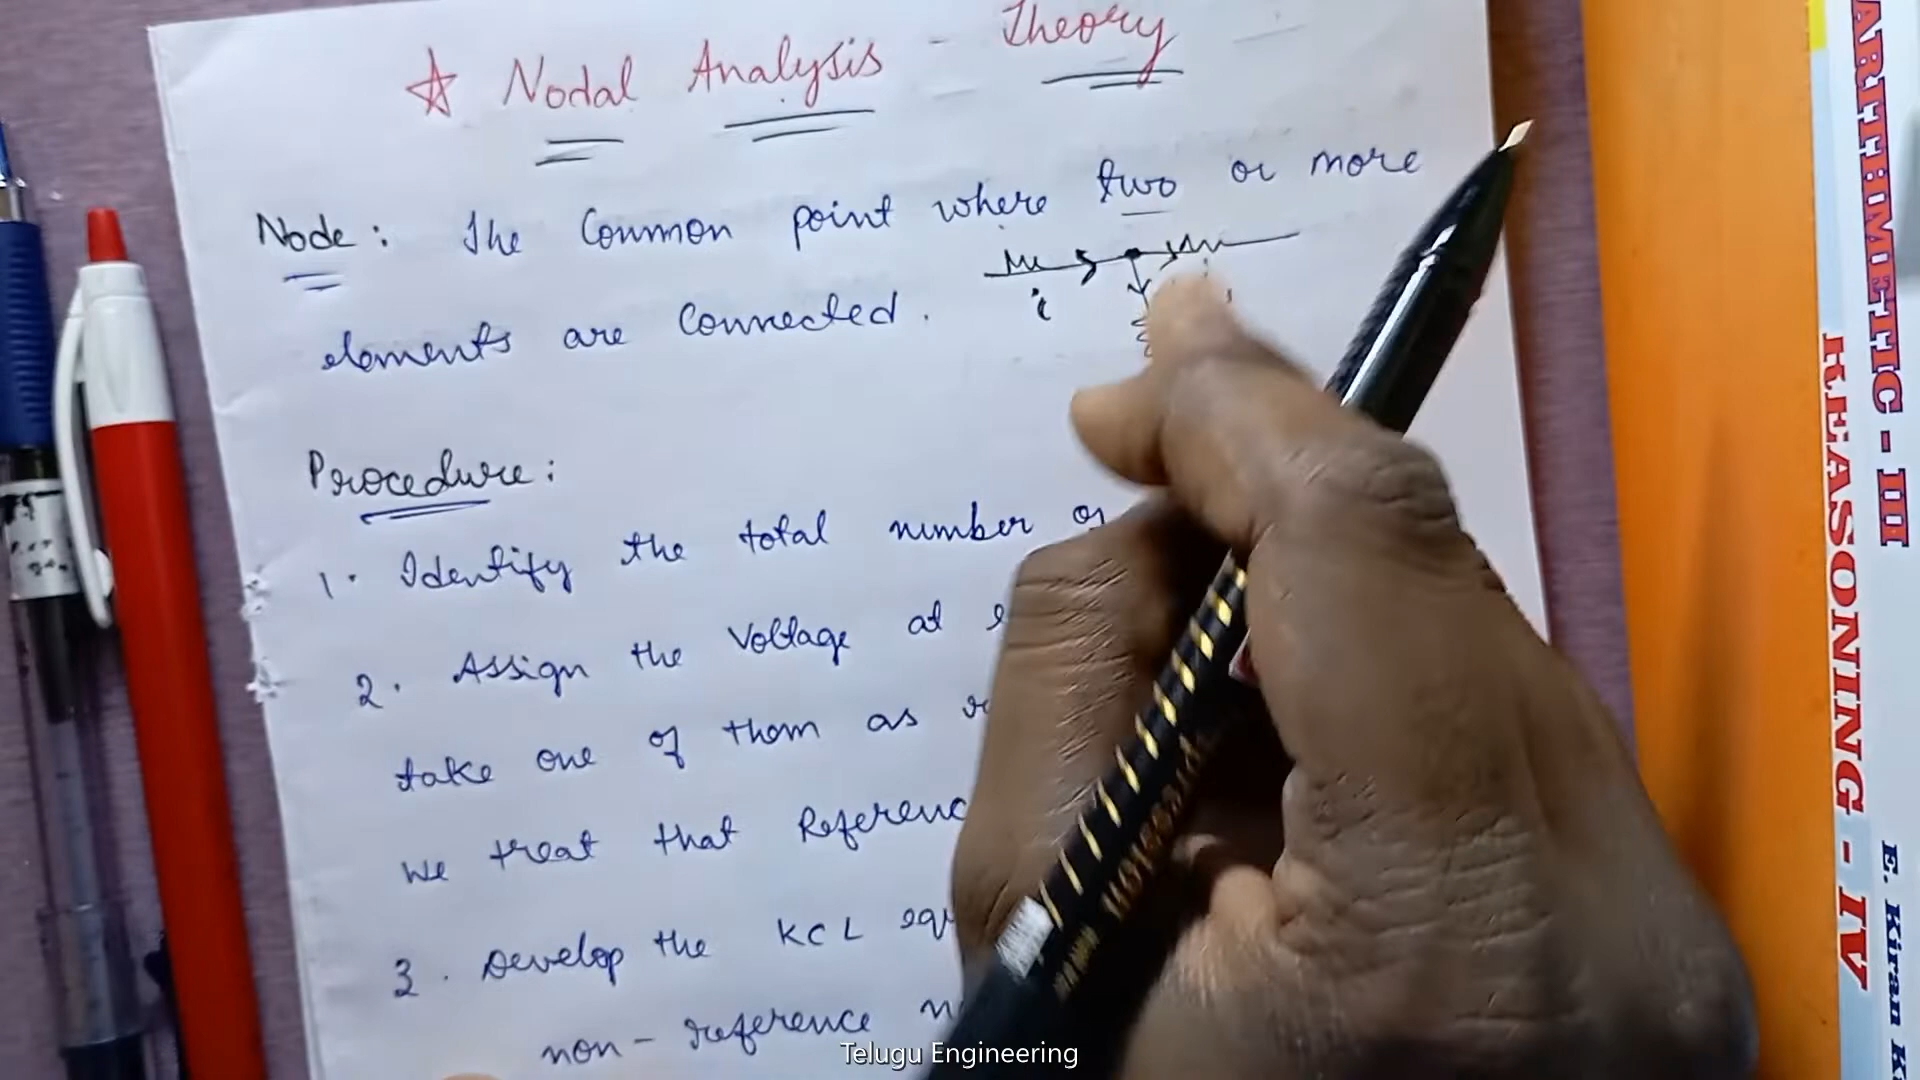 ☆ Nodal Analysis - Theory
Node: The Common point where two or more
elements are Connected.
i
Procedure:
1. Identify the total number
2. Assign the Voltage at
take one of them as
We treat that
3. Develop the KCL
non-reference
Telugu Engineering
ARITHMETIC - III
REASONING - IV
E. Kiran